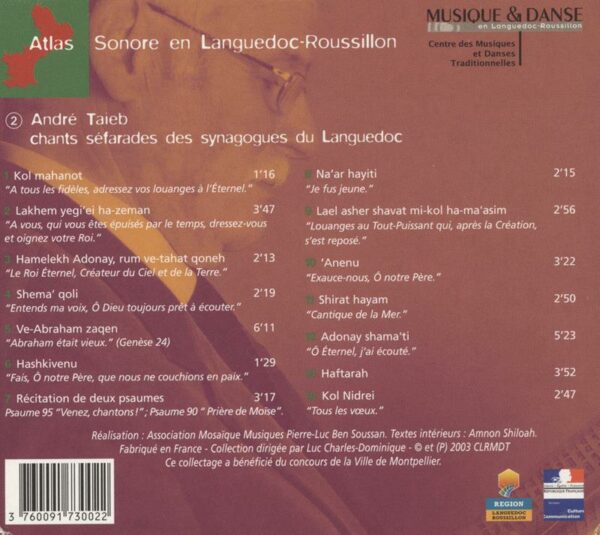 Atlas Sonore en Languedoc-Roussillon
MUSIQUE & DANSE
en Languedoc-Roussillon
Centre des Musiques
et Danses
Traditionnelles
2 André Taieb
chants séfarades des synagogues du Languedoc
1 Kol mahanot 1'16
"A tous les fidèles, adressez vos louanges à l'Éternel."
2 Lakhem yegi'ei ha-zeman 3'47
"A vous, qui vous êtes épuisés par le temps, dressez-vous
et oignez votre Roi."
3 Hamelekh Adonay, rum ve-tahat qoneh 2'13
"Le Roi Éternel, Créateur du Ciel et de la Terre."
4 Shema' qoli 2'19
"Entends ma voix, Ô Dieu toujours prêt à écouter."
5 Ve-Abraham zaqen 6'11
"Abraham était vieux." (Genèse 24)
6 Hashkivenu 1'29
"Fais, Ô notre Père, que nous ne couchions en paix."
7 Récitation de deux psaumes 3'17
Psaume 95 "Venez, chantons!" ; Psaume 90 " Prière de Moïse".
8 Na'ar hayiti 2'15
"Je fus jeune."
9 Lael asher shavat mi-kol ha-ma'asim 2'56
"Louanges au Tout-Puissant qui, après la Création,
s'est reposé."
10 'Anenu 3'22
"Exauce-nous, Ô notre Père."
11 Shirat hayam 2'50
"Cantique de la Mer."
12 Adonay shama'ti 5'23
"Ô Éternel, j'ai écouté."
13 Haftarah 3'52
14 Kol Nidrei 2'47
"Tous les vœux."
Réalisation : Association Mosaïque Musiques Pierre-Luc Ben Soussan. Textes intérieurs : Amnon Shiloah.
Fabriqué en France - Collection dirigée par Luc Charles-Dominique - © et (P) 2003 CLRMDT
Ce collectage a bénéficié du concours de la Ville de Montpellier.
3 760091 730022
REGION
LANGUEDOC
ROUSSILLON
RÉPUBLIQUE FRANÇAISE
Culture
Communication